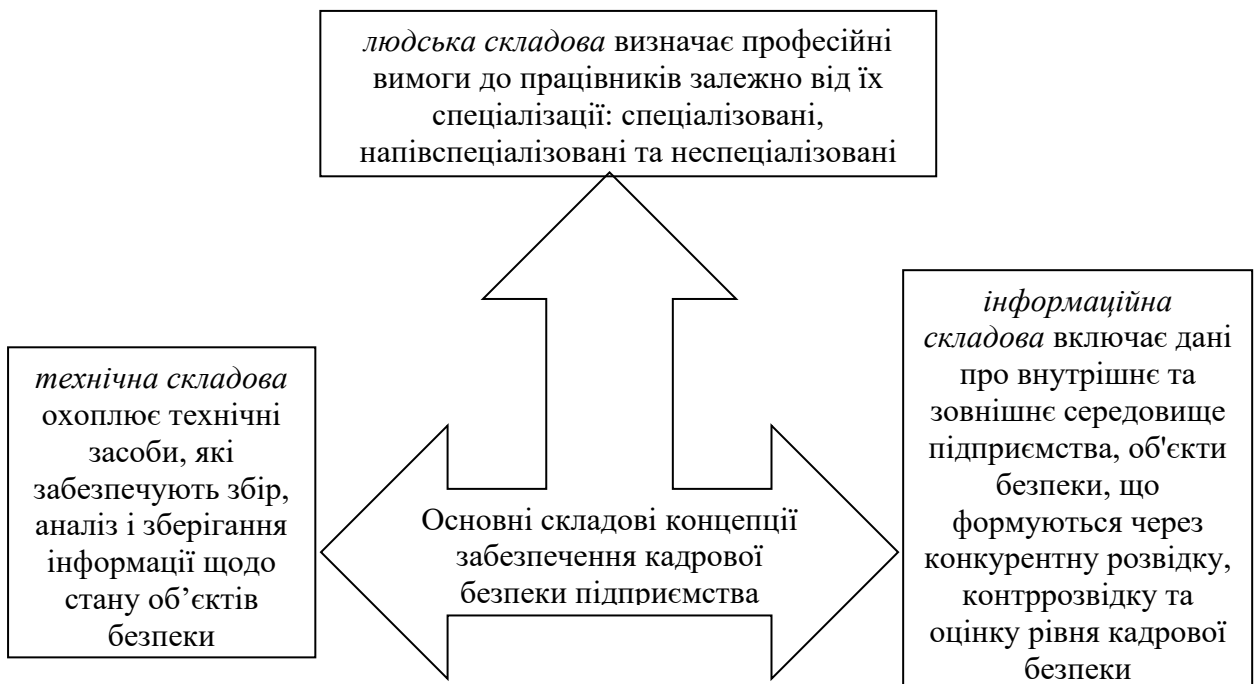 людська складова визначає професійні
вимоги до працівників залежно від їх
спеціалізації: спеціалізовані,
напівспеціалізовані та неспеціалізовані
технічна складова
охоплює технічні
засоби, які
забезпечують збір,
аналіз і зберігання
інформації щодо
стану об’єктів
безпеки
Основні складові концепції
забезпечення кадрової
безпеки підприємства
інформаційна
складова включає дані
про внутрішнє та
зовнішнє середовище
підприємства, об'єкти
безпеки, що
формуються через
конкурентну розвідку,
контррозвідку та
оцінку рівня кадрової
безпеки